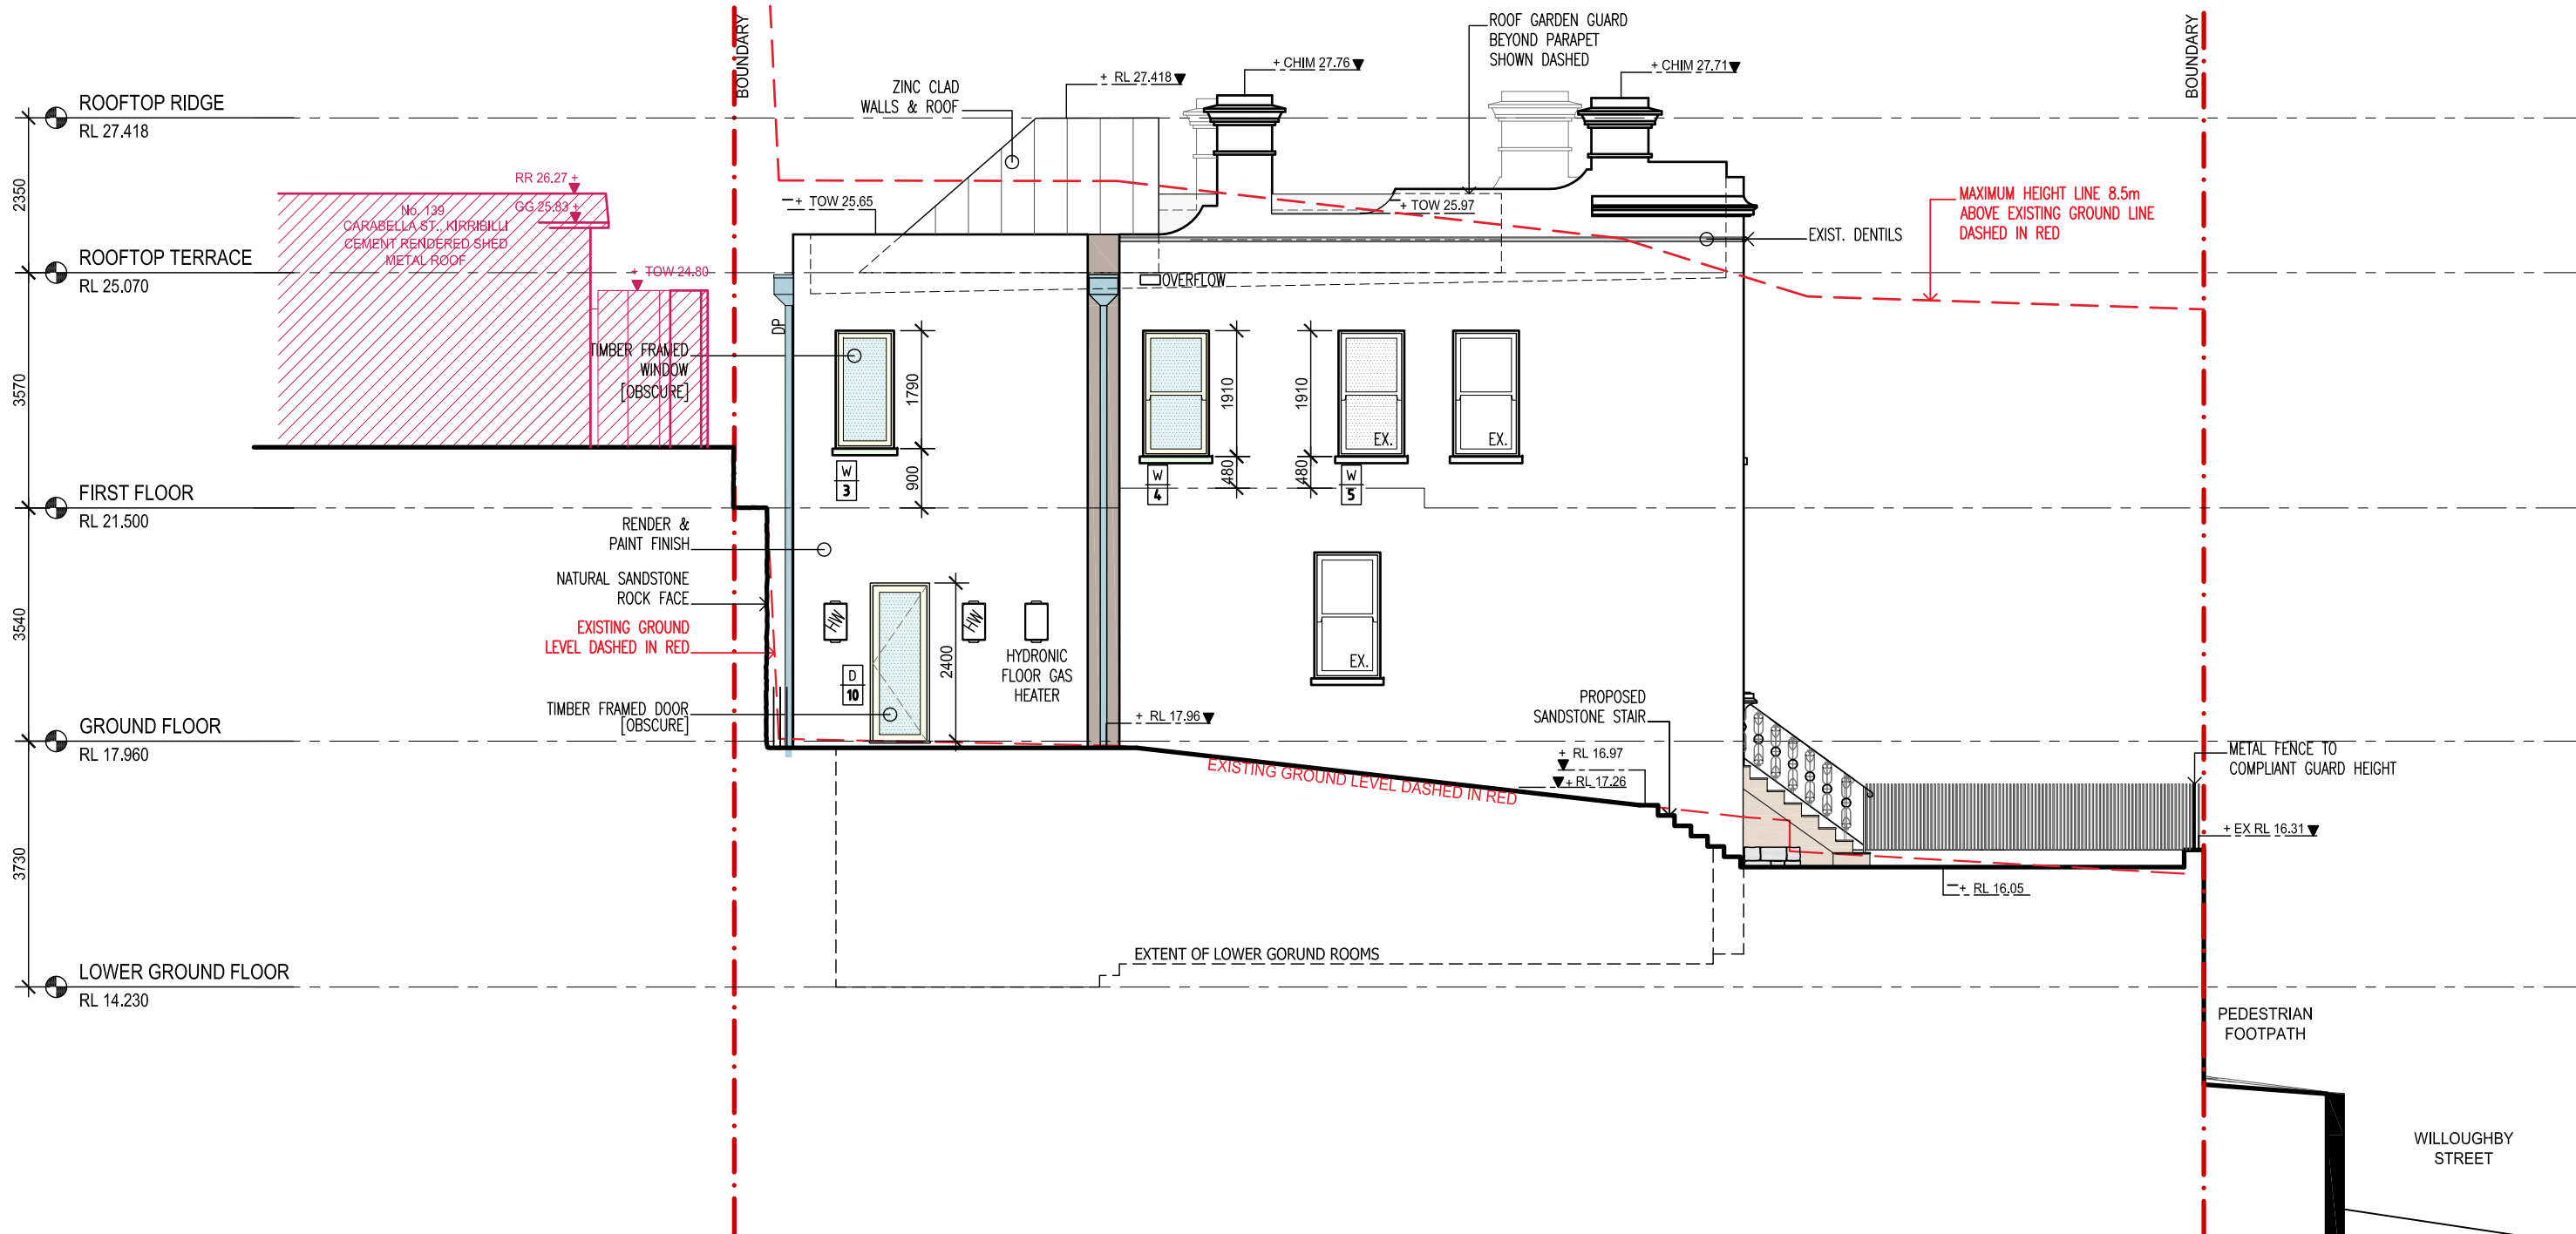 BOUNDARY
ROOF GARDEN GUARD
BEYOND PARAPET
SHOWN DASHED
BOUNDARY
+ CHIM 27.76
+ CHIM 27.71
+ RL 27.418
ZINC CLAD
WALLS & ROOF
ROOFTOP RIDGE
RL 27.418
2350
RR 26.27 +
GG 25.83 +
No. 139
CARABELLA ST., KIRRIBILLI
CEMENT RENDERED SHED
METAL ROOF
+ TOW 25.65
+ TOW 25.97
MAXIMUM HEIGHT LINE 8.5m
ABOVE EXISTING GROUND LINE
DASHED IN RED
EXIST. DENTILS
ROOFTOP TERRACE
RL 25.070
+ TOW 24.80
OVERFLOW
DP
TIMBER FRAMED
WINDOW
[OBSCURE]
3570
1790
900
1910
480
1910
480
EX.
EX.
W
3
W
4
W
5
FIRST FLOOR
RL 21.500
RENDER &
PAINT FINISH
NATURAL SANDSTONE
ROCK FACE
EXISTING GROUND
LEVEL DASHED IN RED
3540
HW
HW
2400
HYDRONIC
FLOOR GAS
HEATER
EX.
D
10
TIMBER FRAMED DOOR
[OBSCURE]
+ RL 17.96
PROPOSED
SANDSTONE STAIR
GROUND FLOOR
RL 17.960
+ RL 16.97
+ RL 17.26
EXISTING GROUND LEVEL DASHED IN RED
METAL FENCE TO
COMPLIANT GUARD HEIGHT
+ EX RL 16.31
+ RL 16.05
3730
EXTENT OF LOWER GORUND ROOMS
LOWER GROUND FLOOR
RL 14.230
PEDESTRIAN
FOOTPATH
WILLOUGHBY
STREET